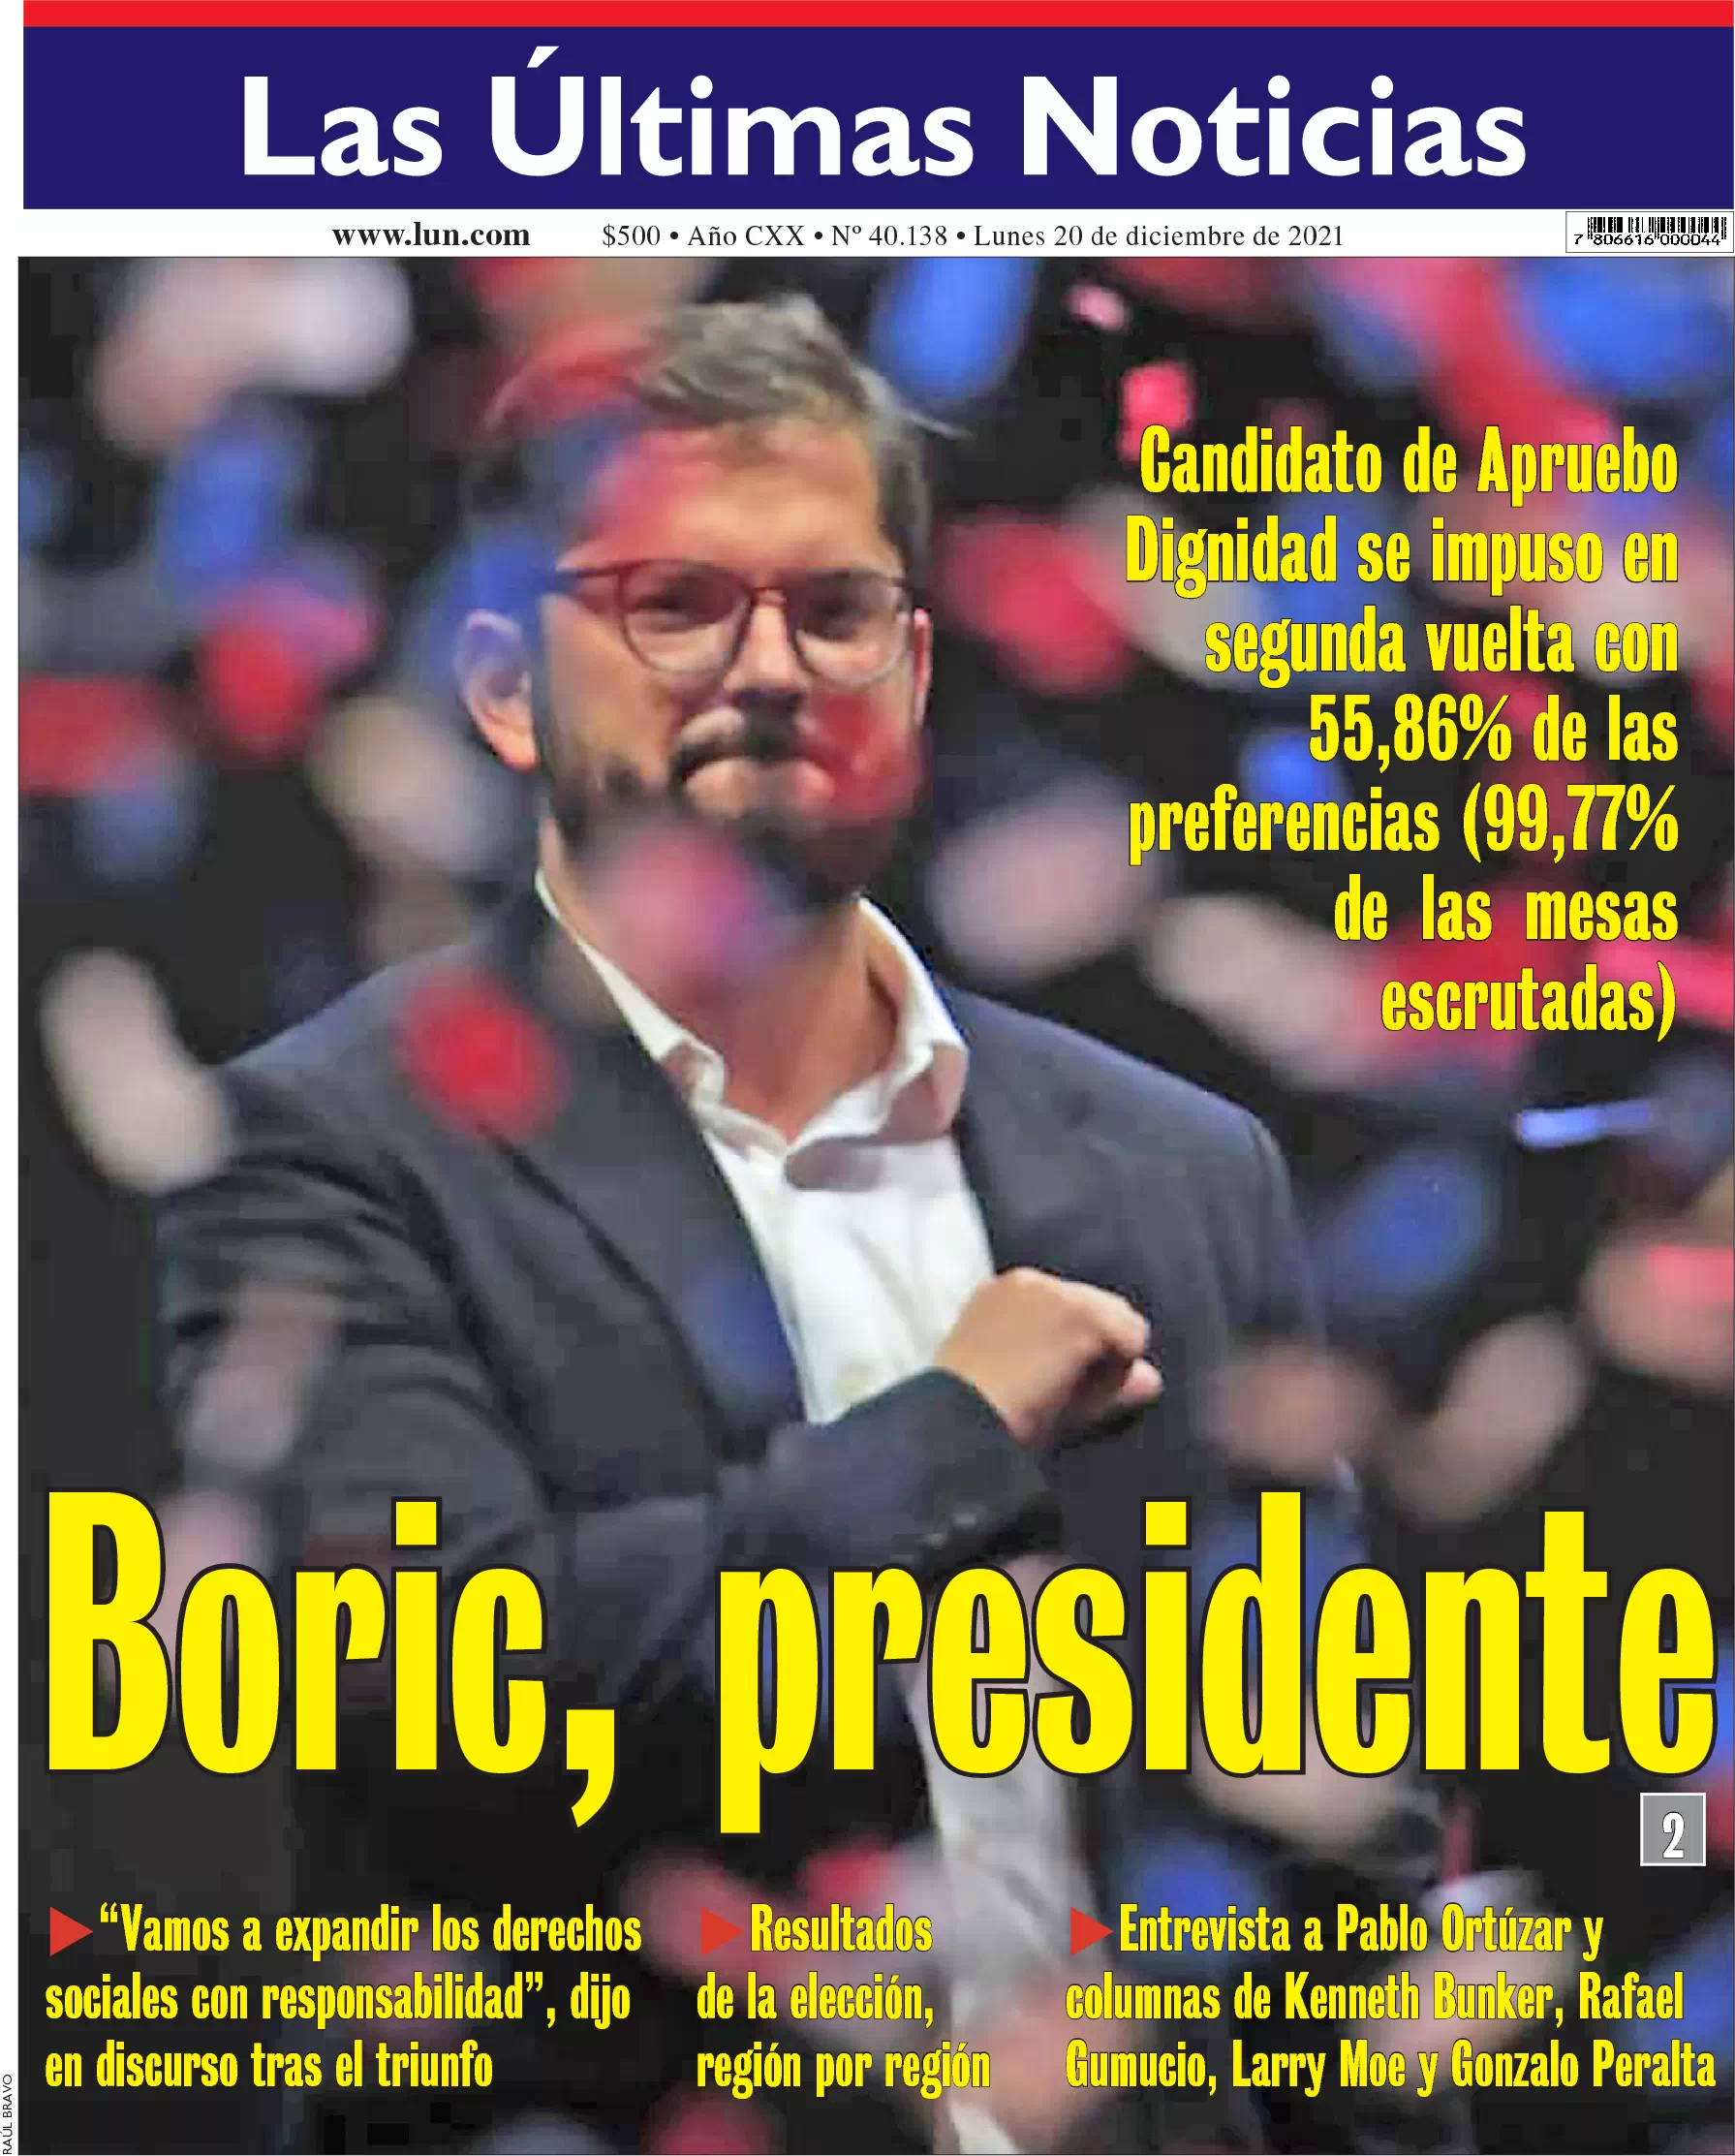 Las Últimas Noticias
www.lun.com $500 • Año CXX • Nº 40.138 • Lunes 20 de diciembre de 2021
7 806616 000044
Candidato de Apruebo
Dignidad se impuso en
segunda vuelta con
55,86% de las
preferencias (99,77%
de las mesas
escrutadas)
Boric, presidente
2
“Vamos a expandir los derechos
sociales con responsabilidad”, dijo
en discurso tras el triunfo
Resultados
de la elección,
región por región
Entrevista a Pablo Ortúzar y
columnas de Kenneth Bunker, Rafael
Gumucio, Larry Moe y Gonzalo Peralta
RAÚL BRAVO